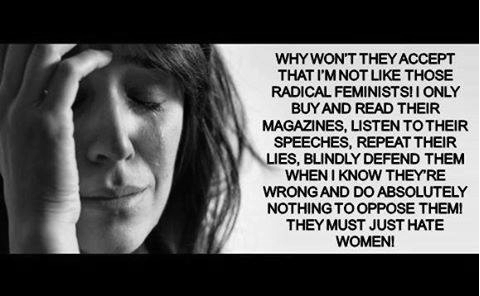 WHY WON'T THEY ACCEPT
THAT I'M NOT LIKE THOSE
RADICAL FEMINISTS! I ONLY
BUY AND READ THEIR
MAGAZINES, LISTEN TO THEIR
SPEECHES, REPEAT THEIR
LIES, BLINDLY DEFEND THEM
WHEN I KNOW THEY'RE
WRONG AND DO ABSOLUTELY
NOTHING TO OPPOSE THEM!
THEY MUST JUST HATE
WOMEN!